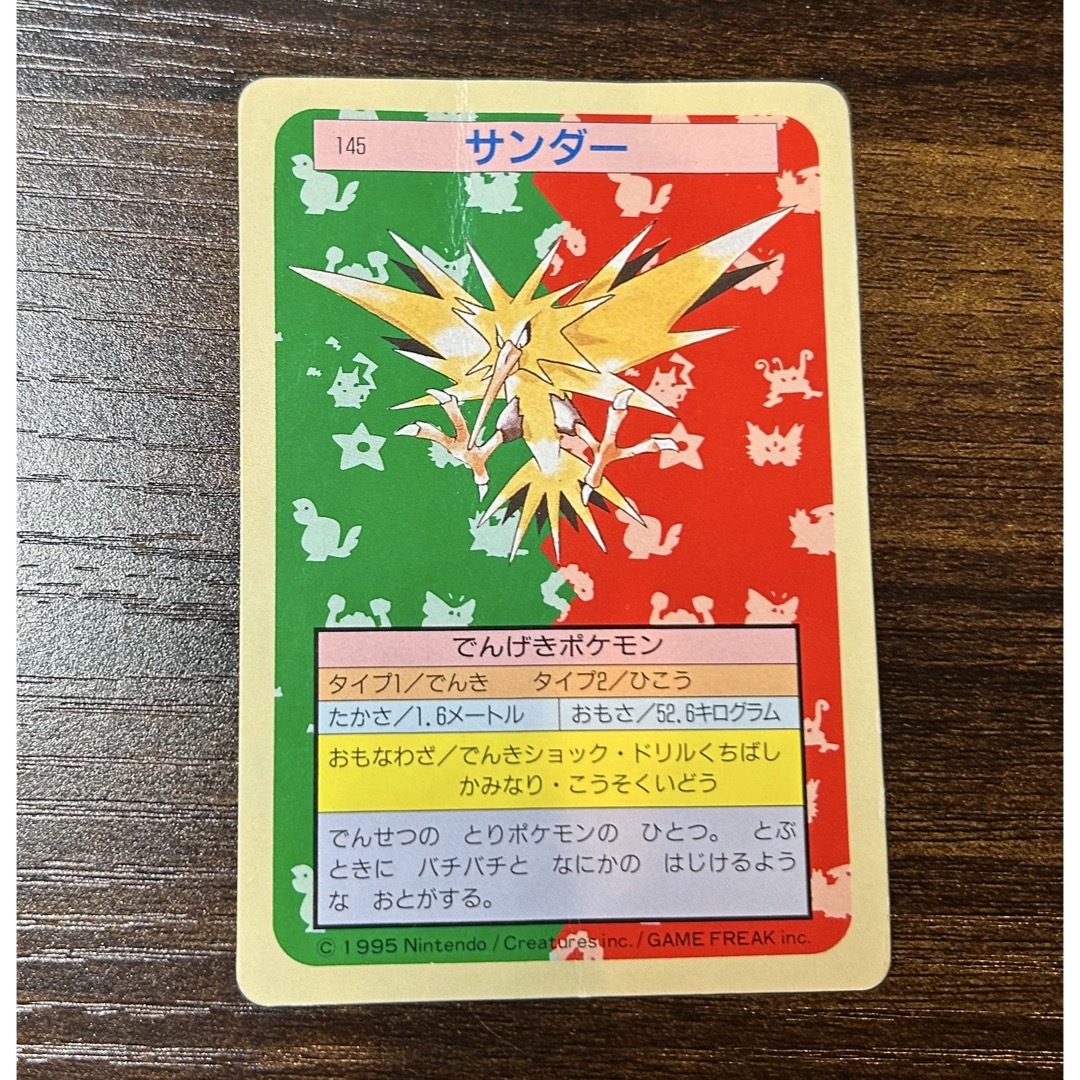 145 サンダー
でんげきポケモン
タイプ1/でんき　タイプ2/ひこう
たかさ/1.6メートル　おもさ/52.6キログラム
おもなわざ/でんきショック・ドリルくちばし
かみなり・こうそくいどう
でんせつの　とりポケモンの　ひとつ。　とぶ
ときに　バチバチと　なにかの　はじけるよう
な　おとがする。
© 1995 Nintendo / Creatures inc. / GAME FREAK inc.